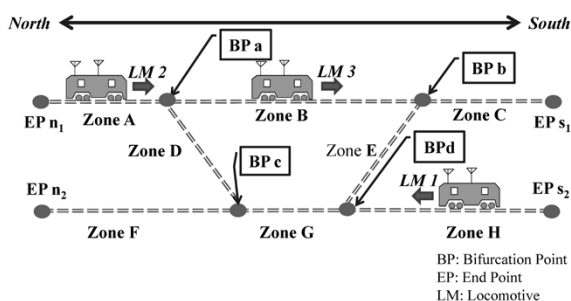 North South
BP a
LM 2 LM 3 BP b
EP n1 Zone A Zone B Zone C EP s1
Zone D Zone E
BP c BPd
EP n2 LM 1 EP s2
Zone F Zone G Zone H
BP: Bifurcation Point
EP: End Point
LM: Locomotive